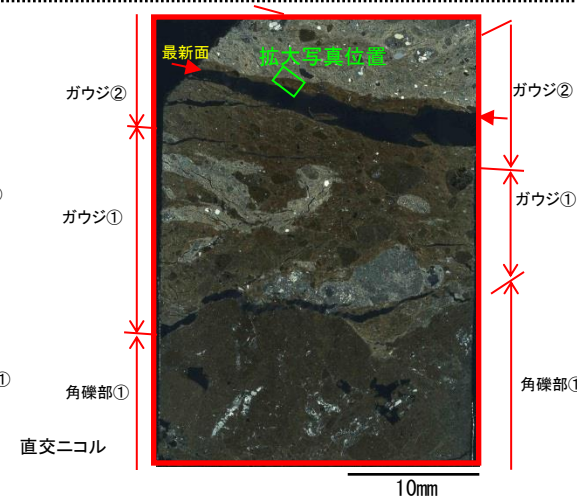 最新面
拡大写真位置
ガウジ②
ガウジ②
ガウジ①
ガウジ①
角礫部①
角礫部①
直交ニコル
10mm